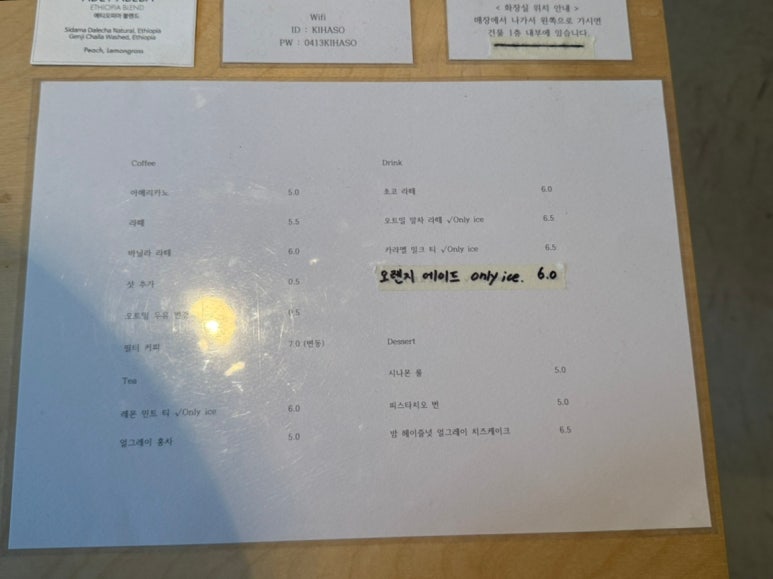 ETHIOPIA BLEND
에티오피아 블렌드
Sidama Dalecha Natural, Ethiopia
Genji Challa Washed, Ethiopia
Peach, Lemongrass
Wifi
ID : KIHASO
PW : 0413KIHASO
< 화장실 위치 안내 >
매장에서 나가서 왼쪽으로 가시면
건물 1층 내부에 있습니다.
Coffee
아메리카노 5.0
라떼 5.5
바닐라 라떼 6.0
샷 추가 0.5
오트밀 두유 변경 0.5
필터 커피 7.0 (변동)
Tea
레몬 민트 티 √Only ice 6.0
얼그레이 홍차 5.0
Drink
초코 라떼 6.0
오트밀 말차 라떼 √Only ice 6.5
카라멜 밀크 티 √Only ice 6.5
오렌지 에이드 only ice. 6.0
Dessert
시나몬 롤 5.0
피스타치오 번 5.0
밤 헤이즐넛 얼그레이 치즈케이크 6.5